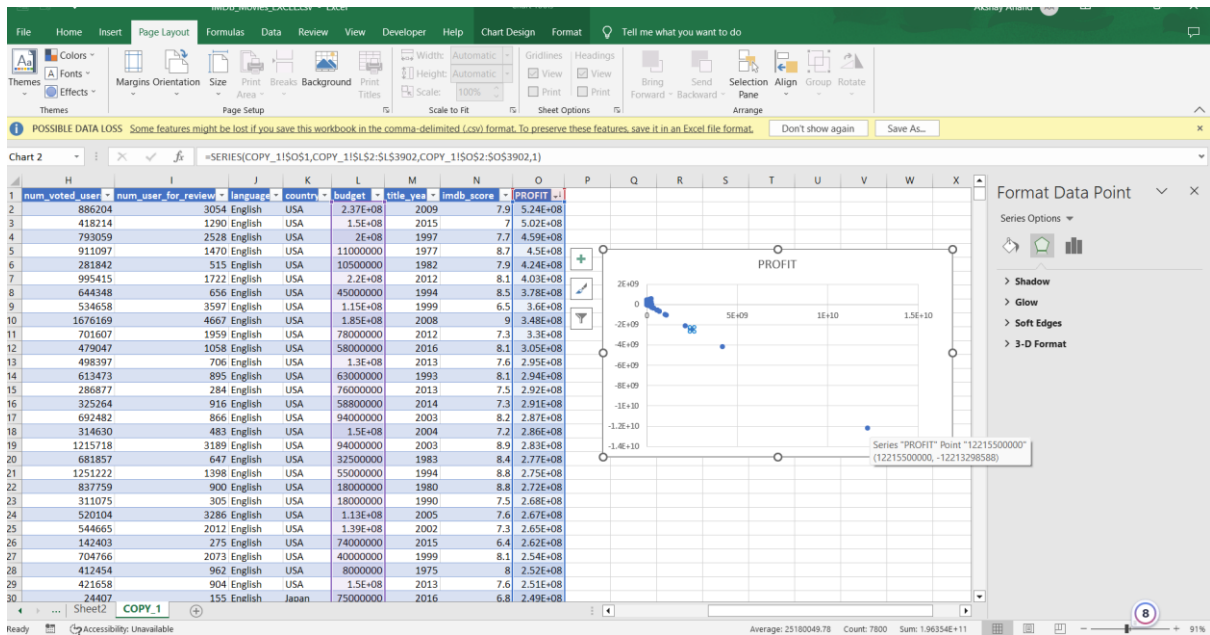 IMDB_Movies_EXCEL.csv - Excel
Chart Tools
Akshay Anand
File Home Insert Page Layout Formulas Data Review View Developer Help Chart Design Format Tell me what you want to do
Colors Width: Automatic Gridlines Headings
Aa A Fonts Height: Automatic View View
Themes Margins Orientation Size Print Breaks Background Print Bring Send Selection Align Group Rotate
Effects Area Titles Scale: 100% Print Print Forward Backward Pane
Themes Page Setup Scale to Fit Sheet Options Arrange
POSSIBLE DATA LOSS Some features might be lost if you save this workbook in the comma-delimited (.csv) format. To preserve these features, save it in an Excel file format. Don't show again Save As...
Chart 2 fx =SERIES(COPY_1!$O$1,COPY_1!$L$2:$L$3902,COPY_1!$O$2:$O$3902,1)
H I J K L M N O P Q R S T U V W X
1 num_voted_user num_user_for_review language country budget title_yea imdb_score PROFIT
2 886204 3054 English USA 2.37E+08 2009 7.9 5.24E+08
3 418214 1290 English USA 1.5E+08 2015 7 5.02E+08
4 793059 2528 English USA 2E+08 1997 7.7 4.59E+08
5 911097 1470 English USA 11000000 1977 8.7 4.5E+08
6 281842 515 English USA 10500000 1982 7.9 4.24E+08
7 995415 1722 English USA 2.2E+08 2012 8.1 4.03E+08
8 644348 656 English USA 45000000 1994 8.5 3.78E+08
9 534658 3597 English USA 1.15E+08 1999 6.5 3.6E+08
10 1676169 4667 English USA 1.85E+08 2008 9 3.48E+08
11 701607 1959 English USA 78000000 2012 7.3 3.3E+08
12 479047 1058 English USA 58000000 2016 8.1 3.05E+08
13 498397 706 English USA 1.3E+08 2013 7.6 2.95E+08
14 613473 895 English USA 63000000 1993 8.1 2.94E+08
15 286877 284 English USA 76000000 2013 7.5 2.92E+08
16 325264 916 English USA 58800000 2014 7.3 2.91E+08
17 692482 866 English USA 94000000 2003 8.2 2.87E+08
18 314630 483 English USA 1.5E+08 2004 7.2 2.86E+08
19 1215718 3189 English USA 94000000 2003 8.9 2.83E+08
20 681857 647 English USA 32500000 1983 8.4 2.77E+08
21 1251222 1398 English USA 55000000 1994 8.8 2.75E+08
22 837759 900 English USA 18000000 1980 8.8 2.72E+08
23 311075 305 English USA 18000000 1990 7.5 2.68E+08
24 520104 3286 English USA 1.13E+08 2005 7.6 2.67E+08
25 544665 2012 English USA 1.39E+08 2002 7.3 2.65E+08
26 142403 275 English USA 74000000 2015 6.4 2.62E+08
27 704766 2073 English USA 40000000 1999 8.1 2.54E+08
28 412454 962 English USA 8000000 1975 8 2.52E+08
29 421658 904 English USA 1.5E+08 2013 7.6 2.51E+08
30 24407 155 English Japan 75000000 2016 6.8 2.49E+08
PROFIT
2E+09
0
0 5E+09 1E+10 1.5E+10
-2E+09
-4E+09
-6E+09
-8E+09
-1E+10
-1.2E+10
-1.4E+10
Series "PROFIT" Point "12215500000"
(12215500000, -12213298588)
Format Data Point
Series Options
Shadow
Glow
Soft Edges
3-D Format
... Sheet2 COPY_1
8
Ready Accessibility: Unavailable Average: 25180049.78 Count: 7800 Sum: 1.96354E+11 91%